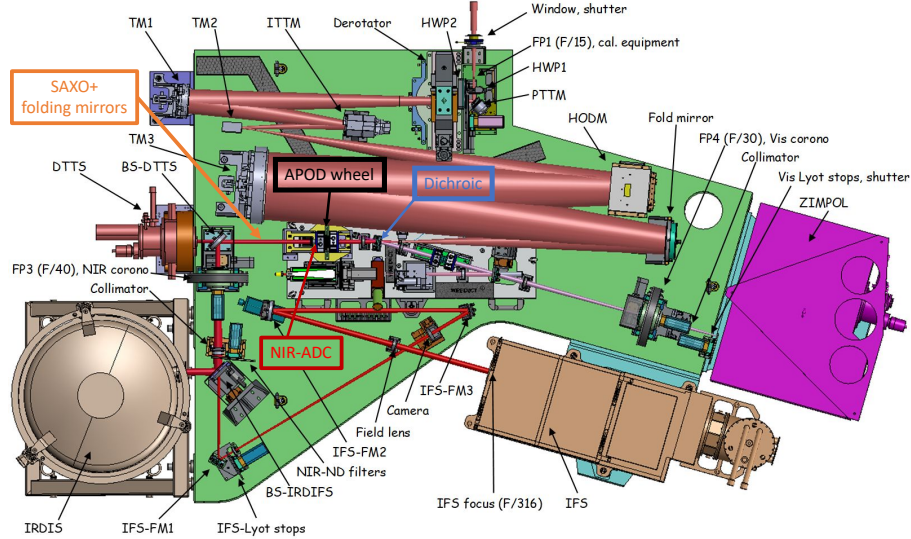 Window, shutter
TM1
TM2
ITTM
Derotator
HWP2
FP1 (F/15), cal. equipment
HWP1
PTTM
SAXO+
folding mirrors
HODM
Fold mirror
FP4 (F/30), Vis corono
Collimator
Vis Lyot stops, shutter
ZIMPOL
TM3
DTTS
BS-DTTS
APOD wheel
Dichroic
FP3 (F/40), NIR corono
Collimator
NIR-ADC
IFS-FM3
Camera
Field lens
IFS-FM2
NIR-ND filters
BS-IRDIFS
IRDIS
IFS-FM1
IFS-Lyot stops
IFS focus (F/316)
IFS